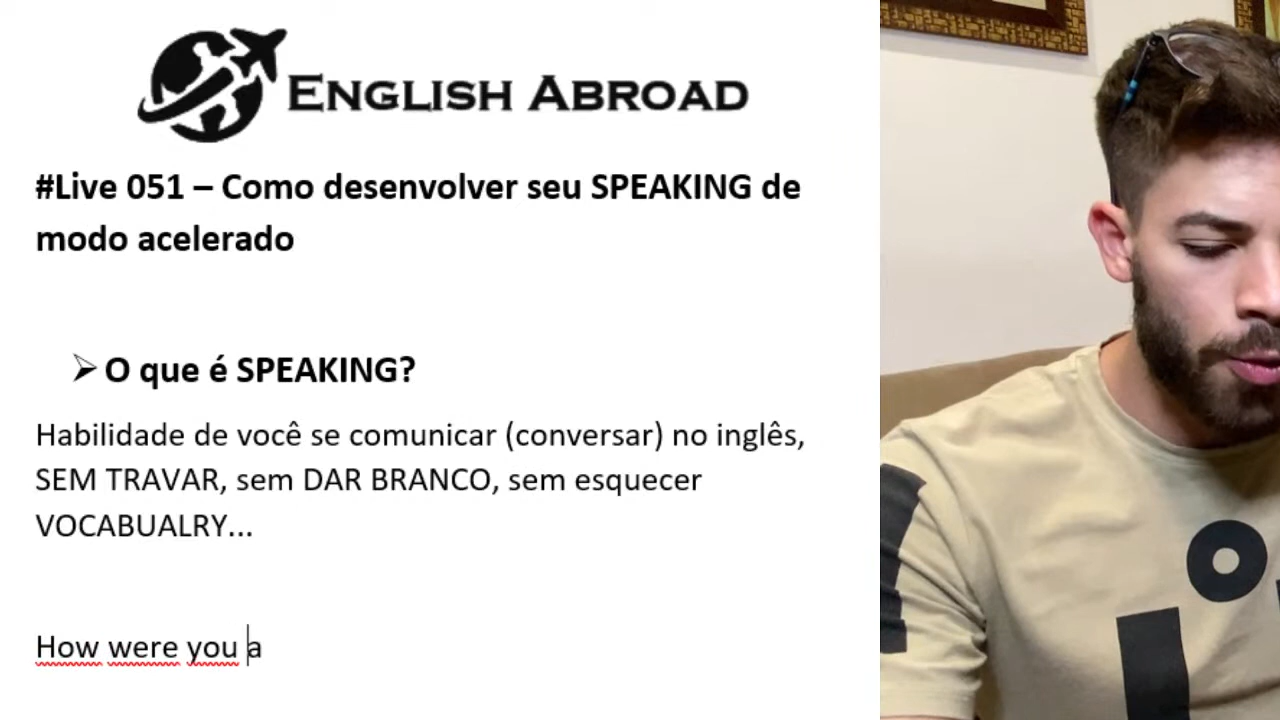 English Abroad
#Live 051 – Como desenvolver seu SPEAKING de
modo acelerado
➢ O que é SPEAKING?
Habilidade de você se comunicar (conversar) no inglês,
SEM TRAVAR, sem DAR BRANCO, sem esquecer
VOCABUALRY...
How were you a